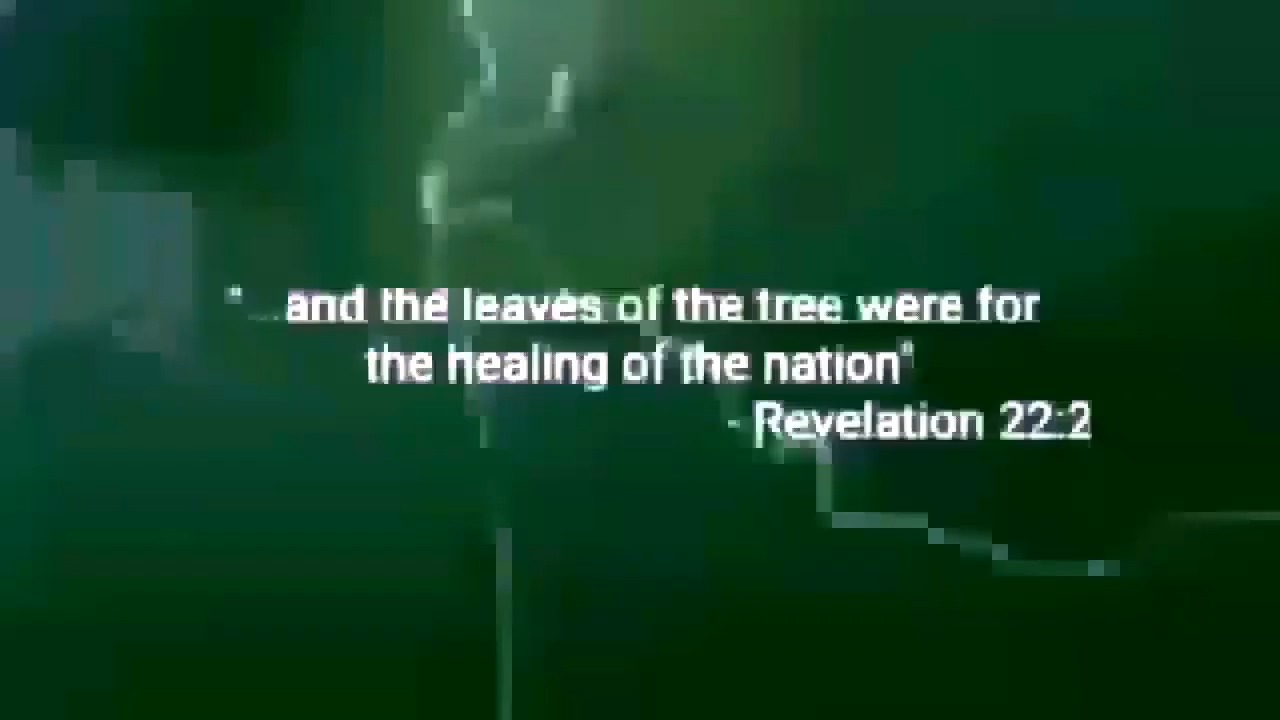 "...and the leaves of the tree were for
the healing of the nation"
- Revelation 22:2